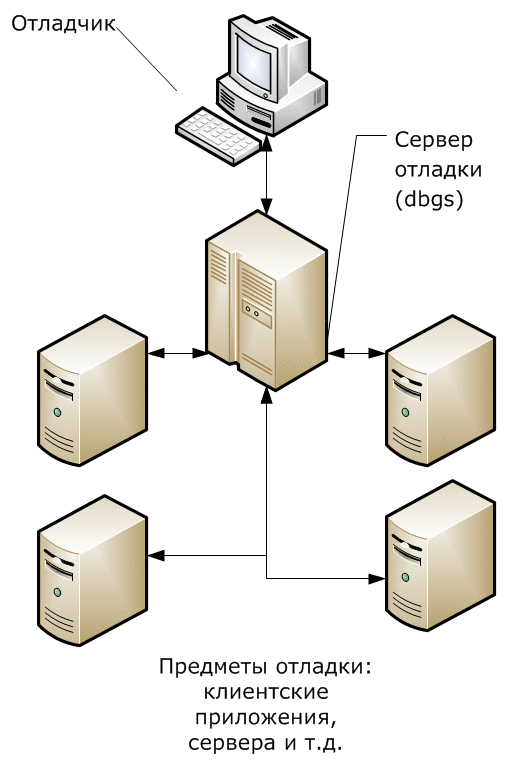 Отладчик
Сервер
отладки
(dbgs)
Предметы отладки:
клиентские
приложения,
сервера и т.д.